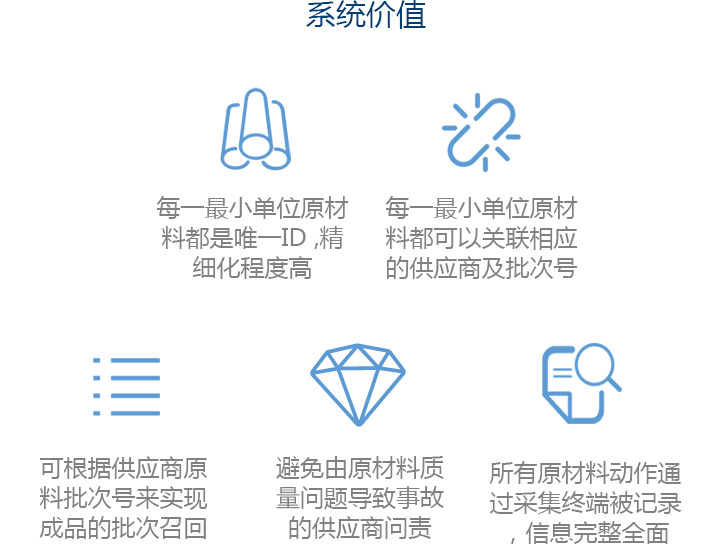 系统价值
每一最小单位原材
料都是唯一ID ,精
细化程度高
每一最小单位原材
料都可以关联相应
的供应商及批次号
可根据供应商原
料批次号来实现
成品的批次召回
避免由原材料质
量问题导致事故
的供应商问责
所有原材料动作通
过采集终端被记录
，信息完整全面